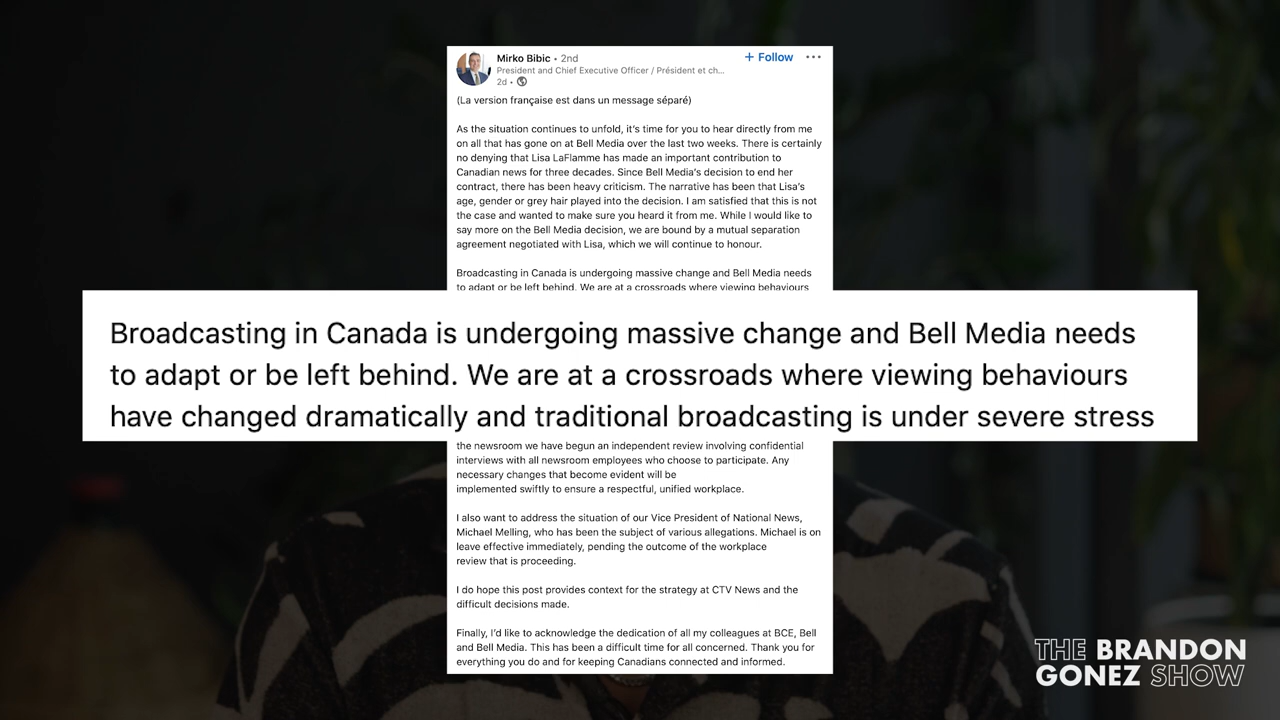 Mirko Bibic • 2nd
+ Follow ...
President and Chief Executive Officer / Président et ch...
2d •
(La version française est dans un message séparé)
As the situation continues to unfold, it's time for you to hear directly from me
on all that has gone on at Bell Media over the last two weeks. There is certainly
no denying that Lisa LaFlamme has made an important contribution to
Canadian news for three decades. Since Bell Media's decision to end her
contract, there has been heavy criticism. The narrative has been that Lisa's
age, gender or grey hair played into the decision. I am satisfied that this is not
the case and wanted to make sure you heard it from me. While I would like to
say more on the Bell Media decision, we are bound by a mutual separation
agreement negotiated with Lisa, which we will continue to honour.
Broadcasting in Canada is undergoing massive change and Bell Media needs
to adapt or be left behind. We are at a crossroads where viewing behaviours
Broadcasting in Canada is undergoing massive change and Bell Media needs
to adapt or be left behind. We are at a crossroads where viewing behaviours
have changed dramatically and traditional broadcasting is under severe stress
the newsroom we have begun an independent review involving confidential
interviews with all newsroom employees who choose to participate. Any
necessary changes that become evident will be
implemented swiftly to ensure a respectful, unified workplace.
I also want to address the situation of our Vice President of National News,
Michael Melling, who has been the subject of various allegations. Michael is on
leave effective immediately, pending the outcome of the workplace
review that is proceeding.
I do hope this post provides context for the strategy at CTV News and the
difficult decisions made.
Finally, I'd like to acknowledge the dedication of all my colleagues at BCE, Bell
and Bell Media. This has been a difficult time for all concerned. Thank you for
everything you do and for keeping Canadians connected and informed.
THE BRANDON
GONEZ SHOW